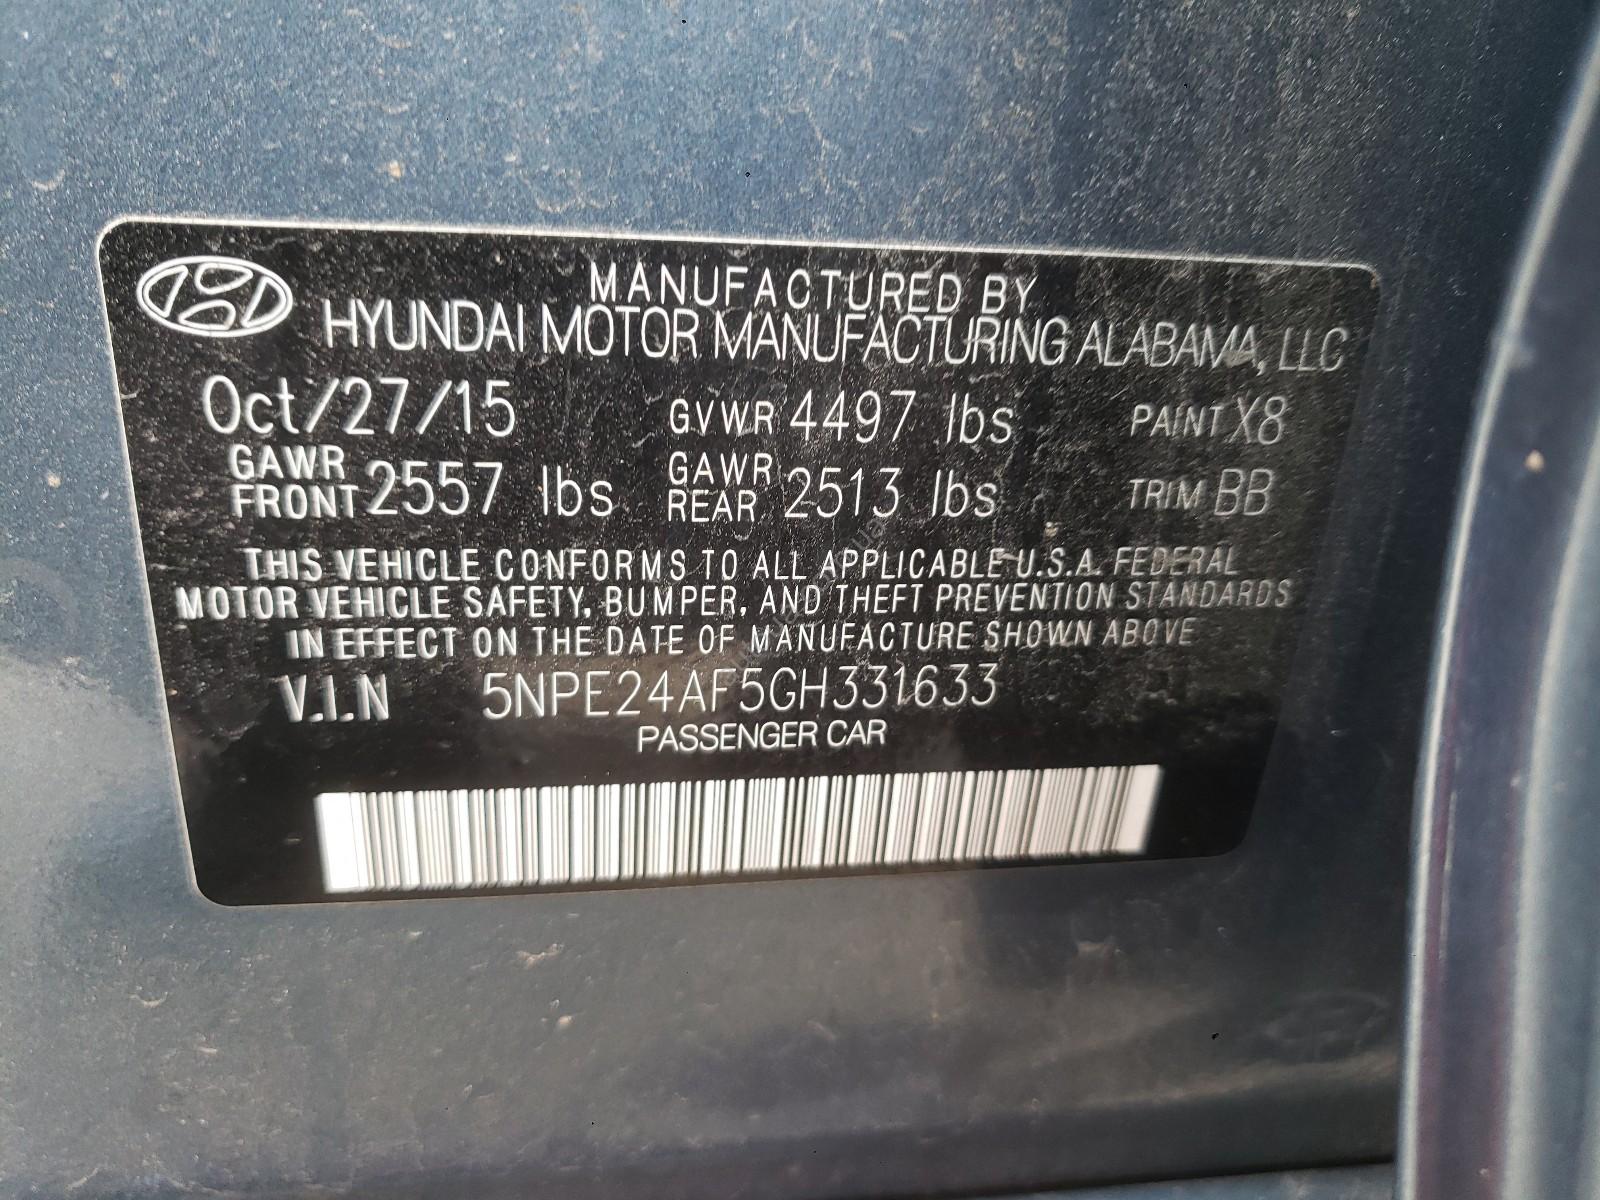 MANUFACTURED BY
HYUNDAI MOTOR MANUFACTURING ALABAMA, LLC
Oct/27/15 GVWR 4497 lbs PAINT X8
GAWR FRONT 2557 lbs GAWR REAR 2513 lbs TRIM BB
THIS VEHICLE CONFORMS TO ALL APPLICABLE U.S.A. FEDERAL
MOTOR VEHICLE SAFETY, BUMPER, AND THEFT PREVENTION STANDARDS
IN EFFECT ON THE DATE OF MANUFACTURE SHOWN ABOVE
V.I.N 5NPE24AF5GH331633
PASSENGER CAR